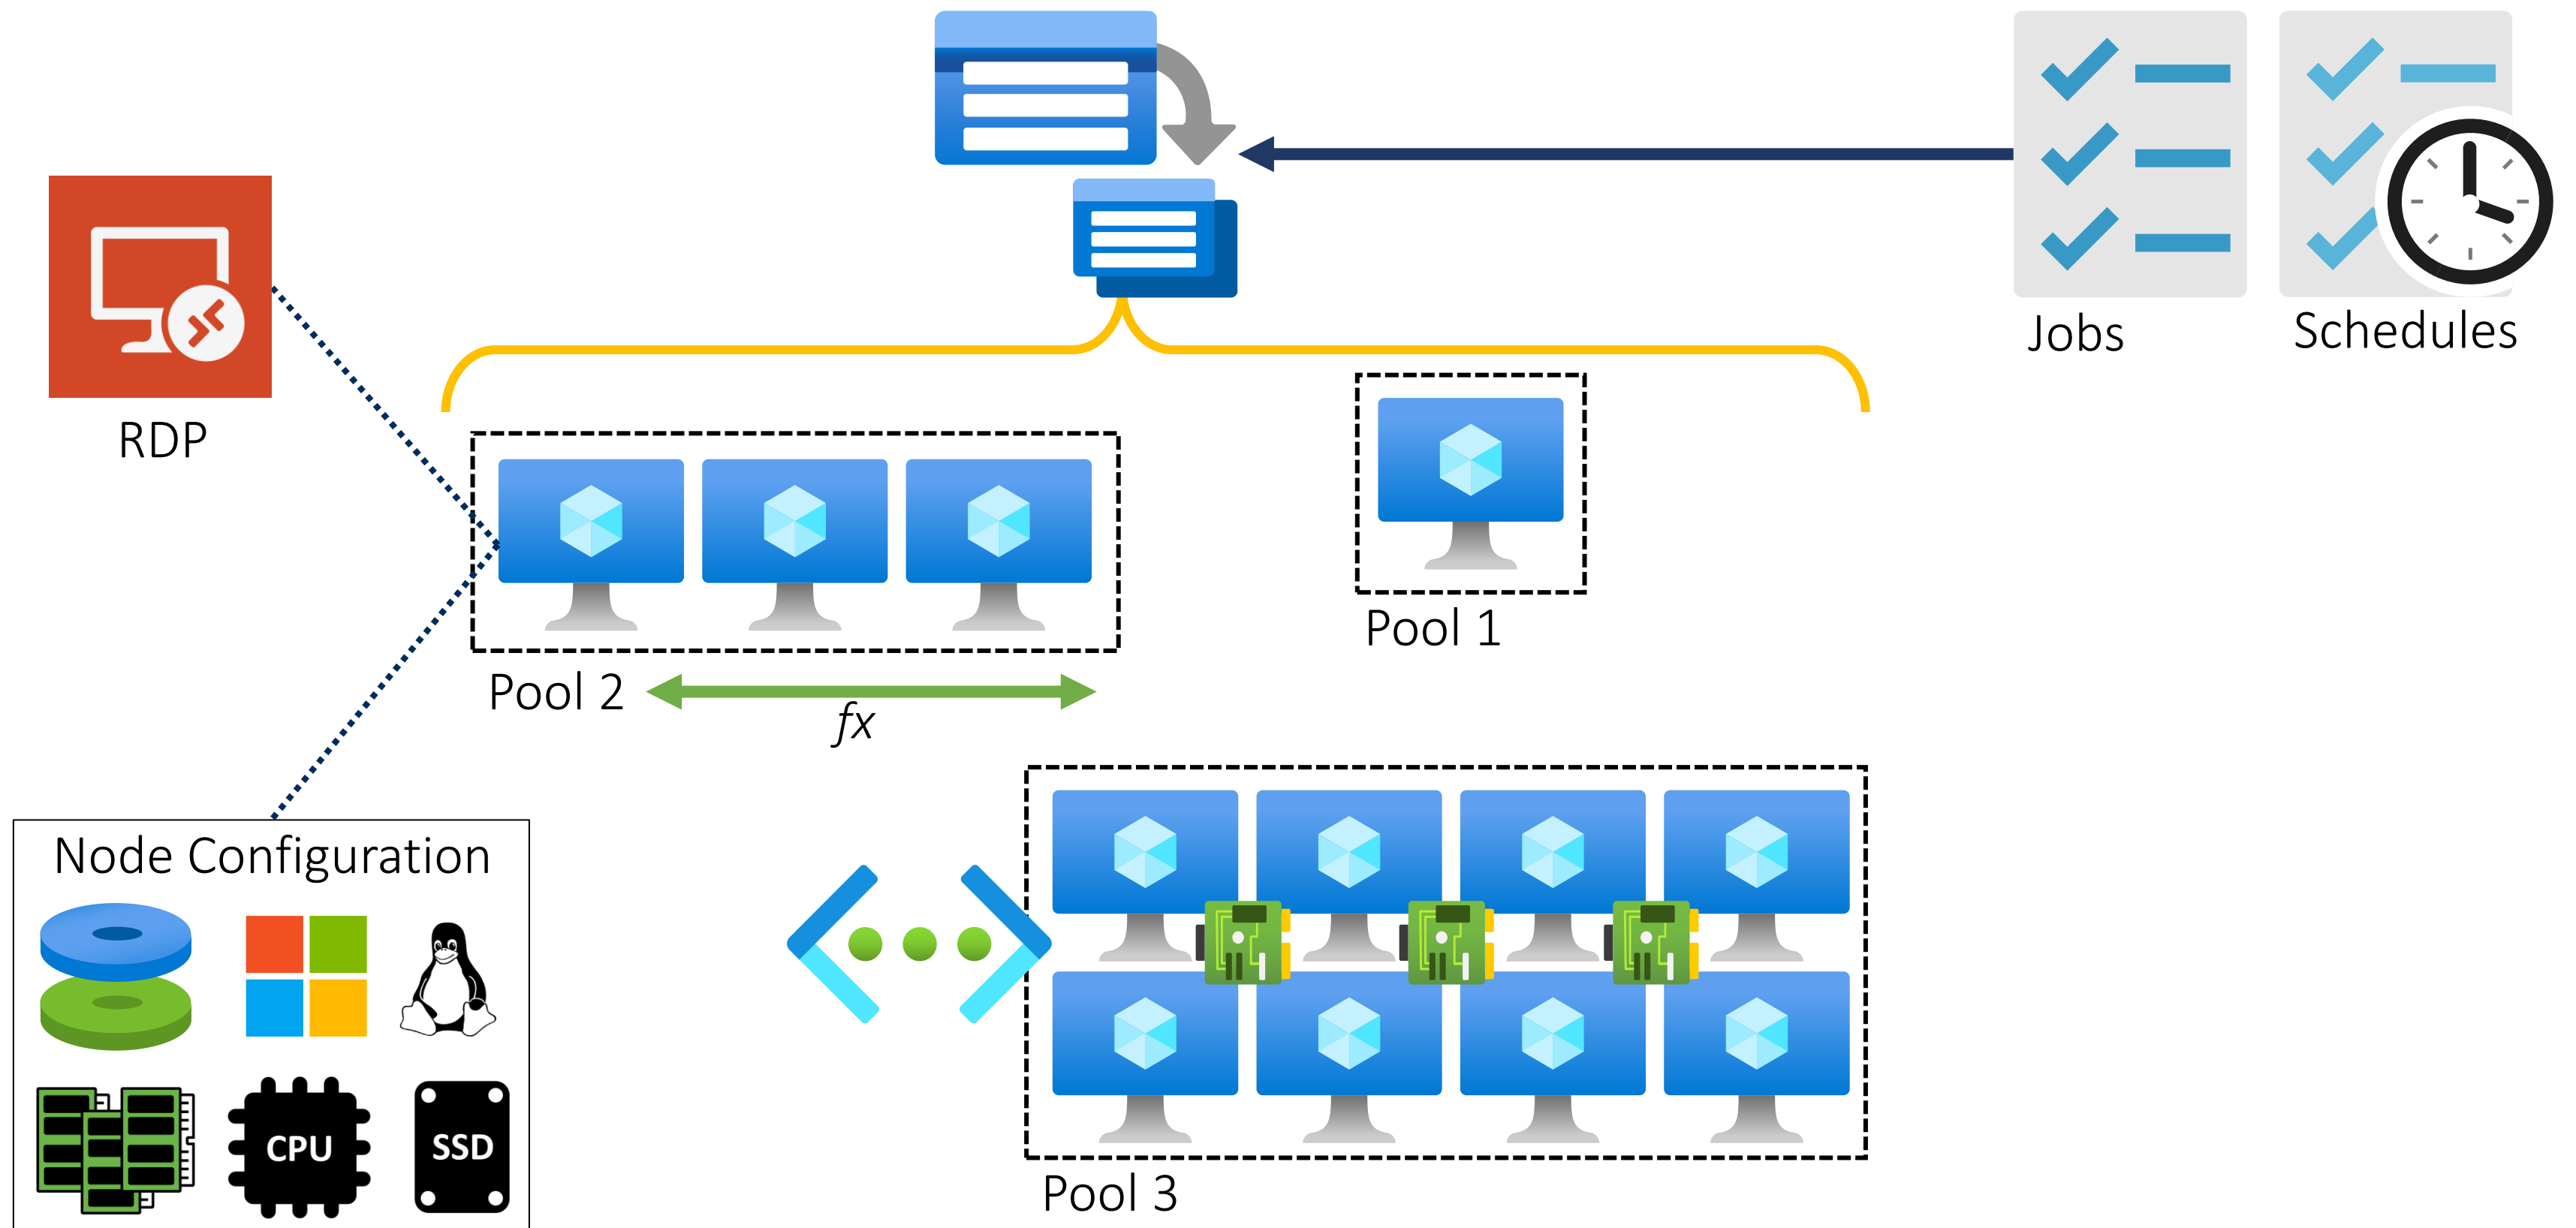 Jobs
Schedules
RDP
Pool 1
Pool 2
fx
Node Configuration
CPU
SSD
Pool 3